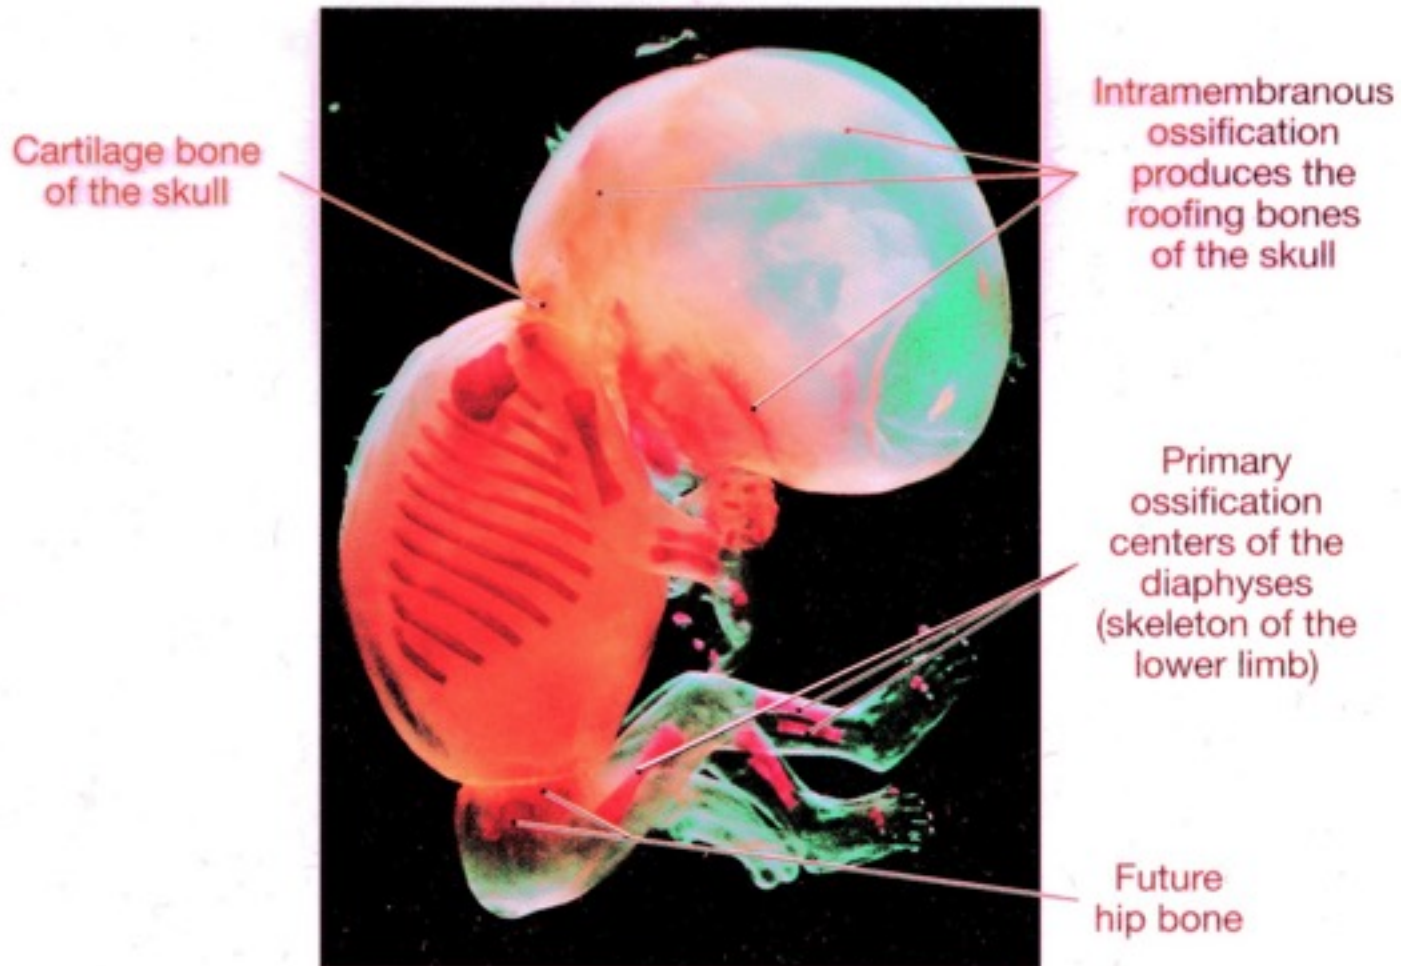 Cartilage bone
of the skull
Intramembranous
ossification
produces the
roofing bones
of the skull
Primary
ossification
centers of the
diaphyses
(skeleton of the
lower limb)
Future
hip bone